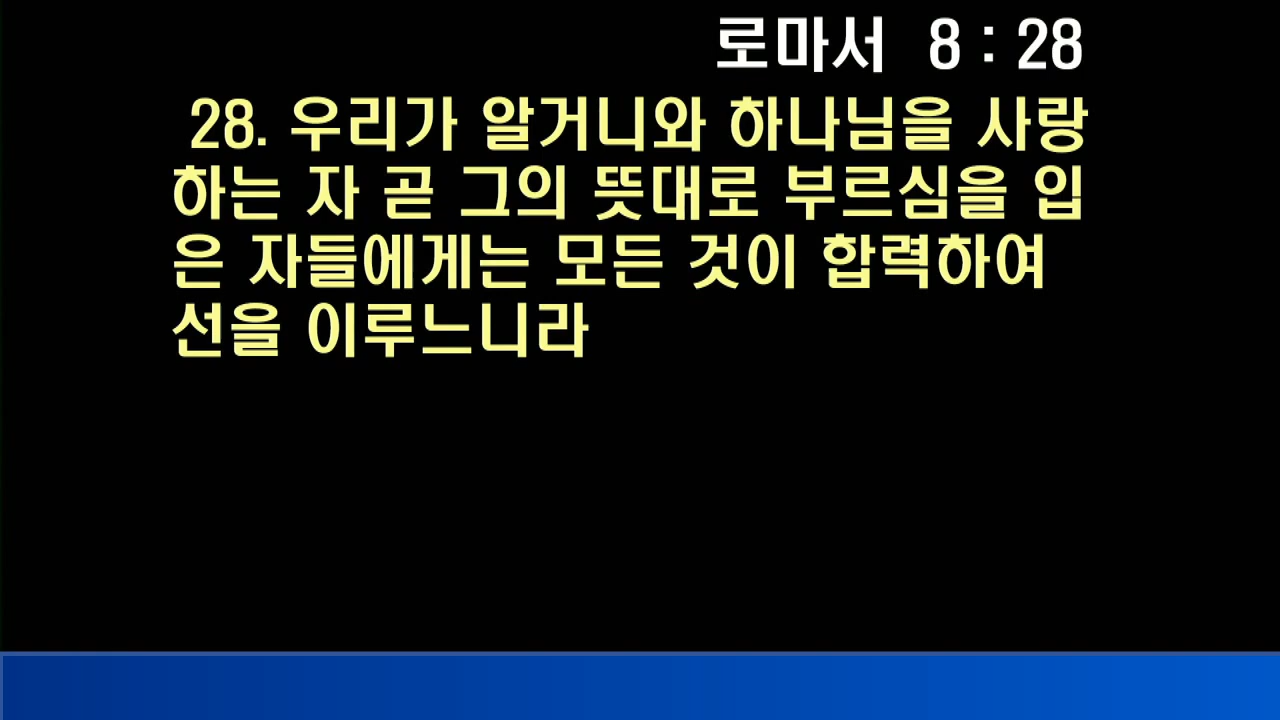 로마서 8 : 28
28. 우리가 알거니와 하나님을 사랑
하는 자 곧 그의 뜻대로 부르심을 입
은 자들에게는 모든 것이 합력하여
선을 이루느니라